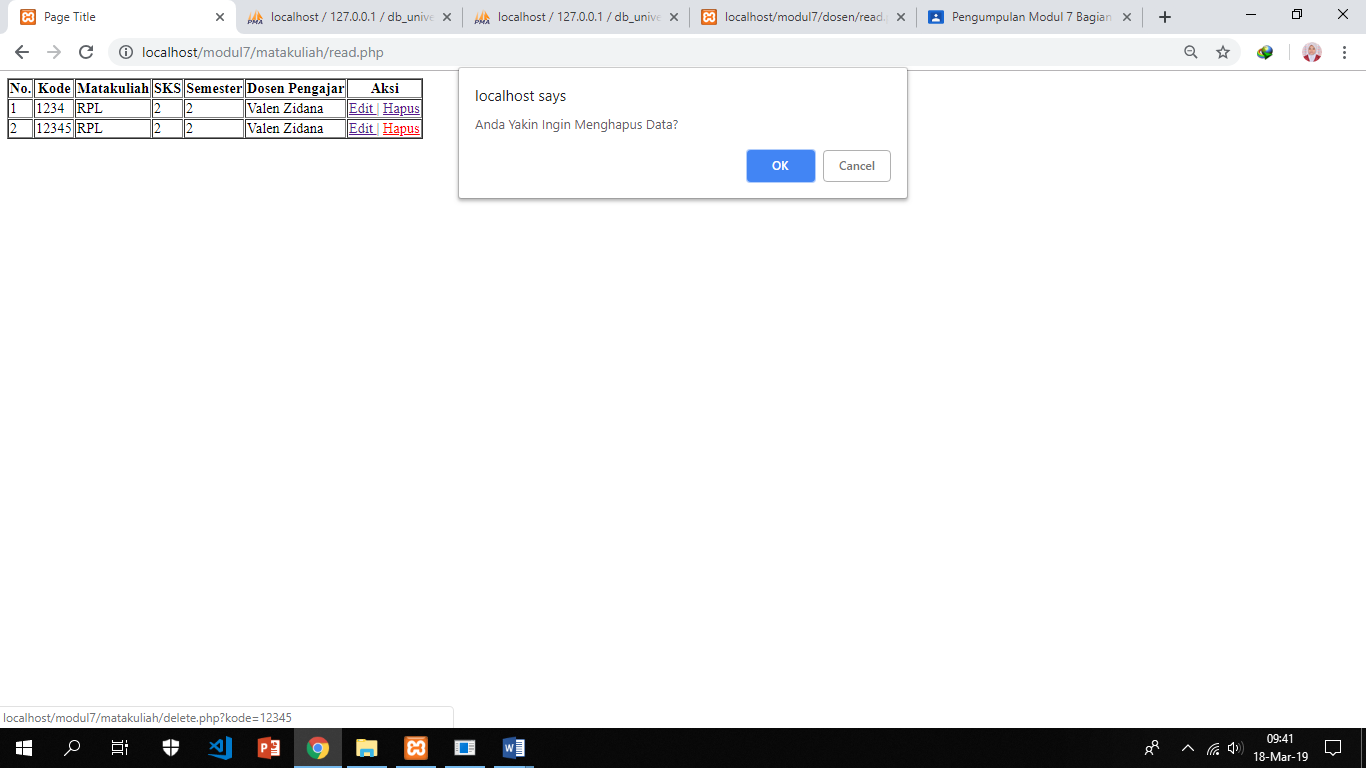 Page Title
localhost / 127.0.0.1 / db_unive
localhost / 127.0.0.1 / db_unive
localhost/modul7/dosen/read.p
Pengumpulan Modul 7 Bagian
localhost/modul7/matakuliah/read.php
No. Kode Matakuliah SKS Semester Dosen Pengajar Aksi
1 1234 RPL 2 2 Valen Zidana Edit | Hapus
2 12345 RPL 2 2 Valen Zidana Edit | Hapus
localhost says
Anda Yakin Ingin Menghapus Data?
OK Cancel
localhost/modul7/matakuliah/delete.php?kode=12345
09:41
18-Mar-19